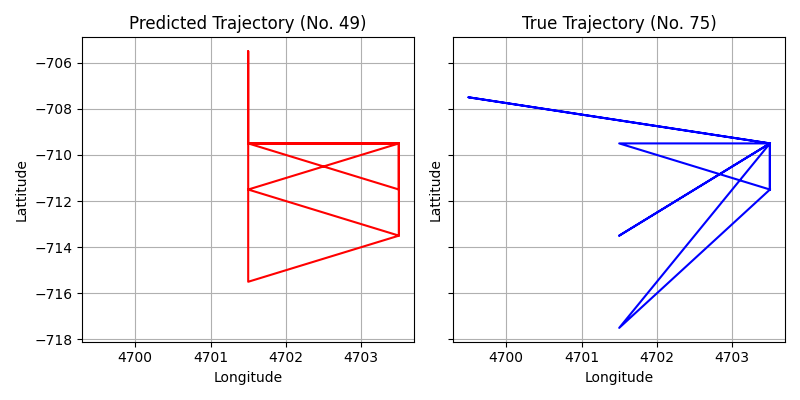 Predicted Trajectory (No. 49)
True Trajectory (No. 75)
−706
−708
−710
−712
−714
−716
−718
Lattitude
Lattitude
4700
4701
4702
4703
4700
4701
4702
4703
Longitude
Longitude